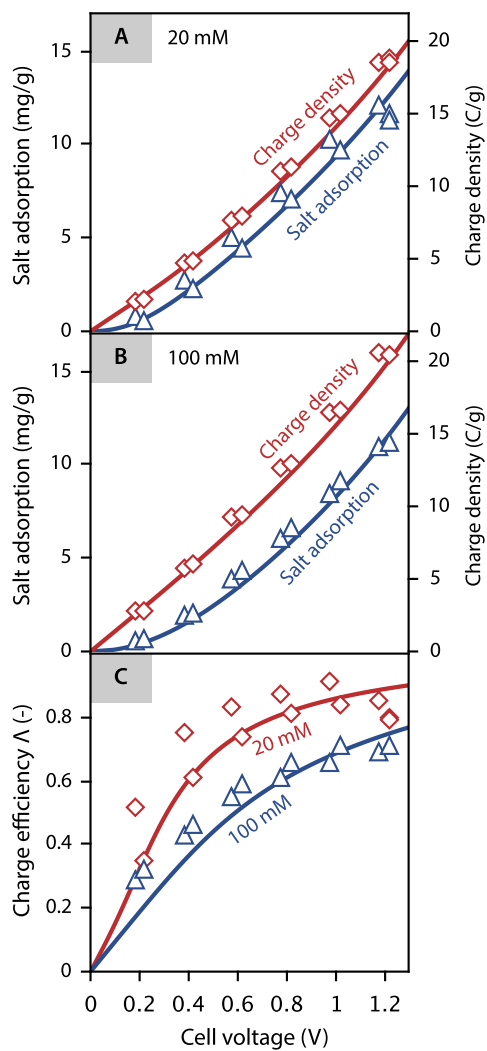 A
20 mM
15
10
5
0
Salt adsorption (mg/g)
20
15
10
5
0
Charge density (C/g)
Charge density
Salt adsorption
B
100 mM
15
10
5
0
Salt adsorption (mg/g)
20
15
10
5
0
Charge density (C/g)
Charge density
Salt adsorption
C
0.8
0.6
0.4
0.2
0
Charge efficiency Λ (-)
20 mM
100 mM
0 0.2 0.4 0.6 0.8 1 1.2
Cell voltage (V)